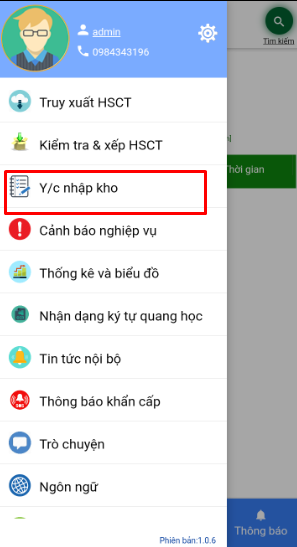 admin
0984343196
Tìm kiếm
Truy xuất HSCT
Kiểm tra & xếp HSCT
Y/c nhập kho
Thời gian
Cảnh báo nghiệp vụ
Thống kê và biểu đồ
Nhận dạng ký tự quang học
Tin tức nội bộ
Thông báo khẩn cấp
Trò chuyện
Ngôn ngữ
Thông báo
Phiên bản:1.0.6